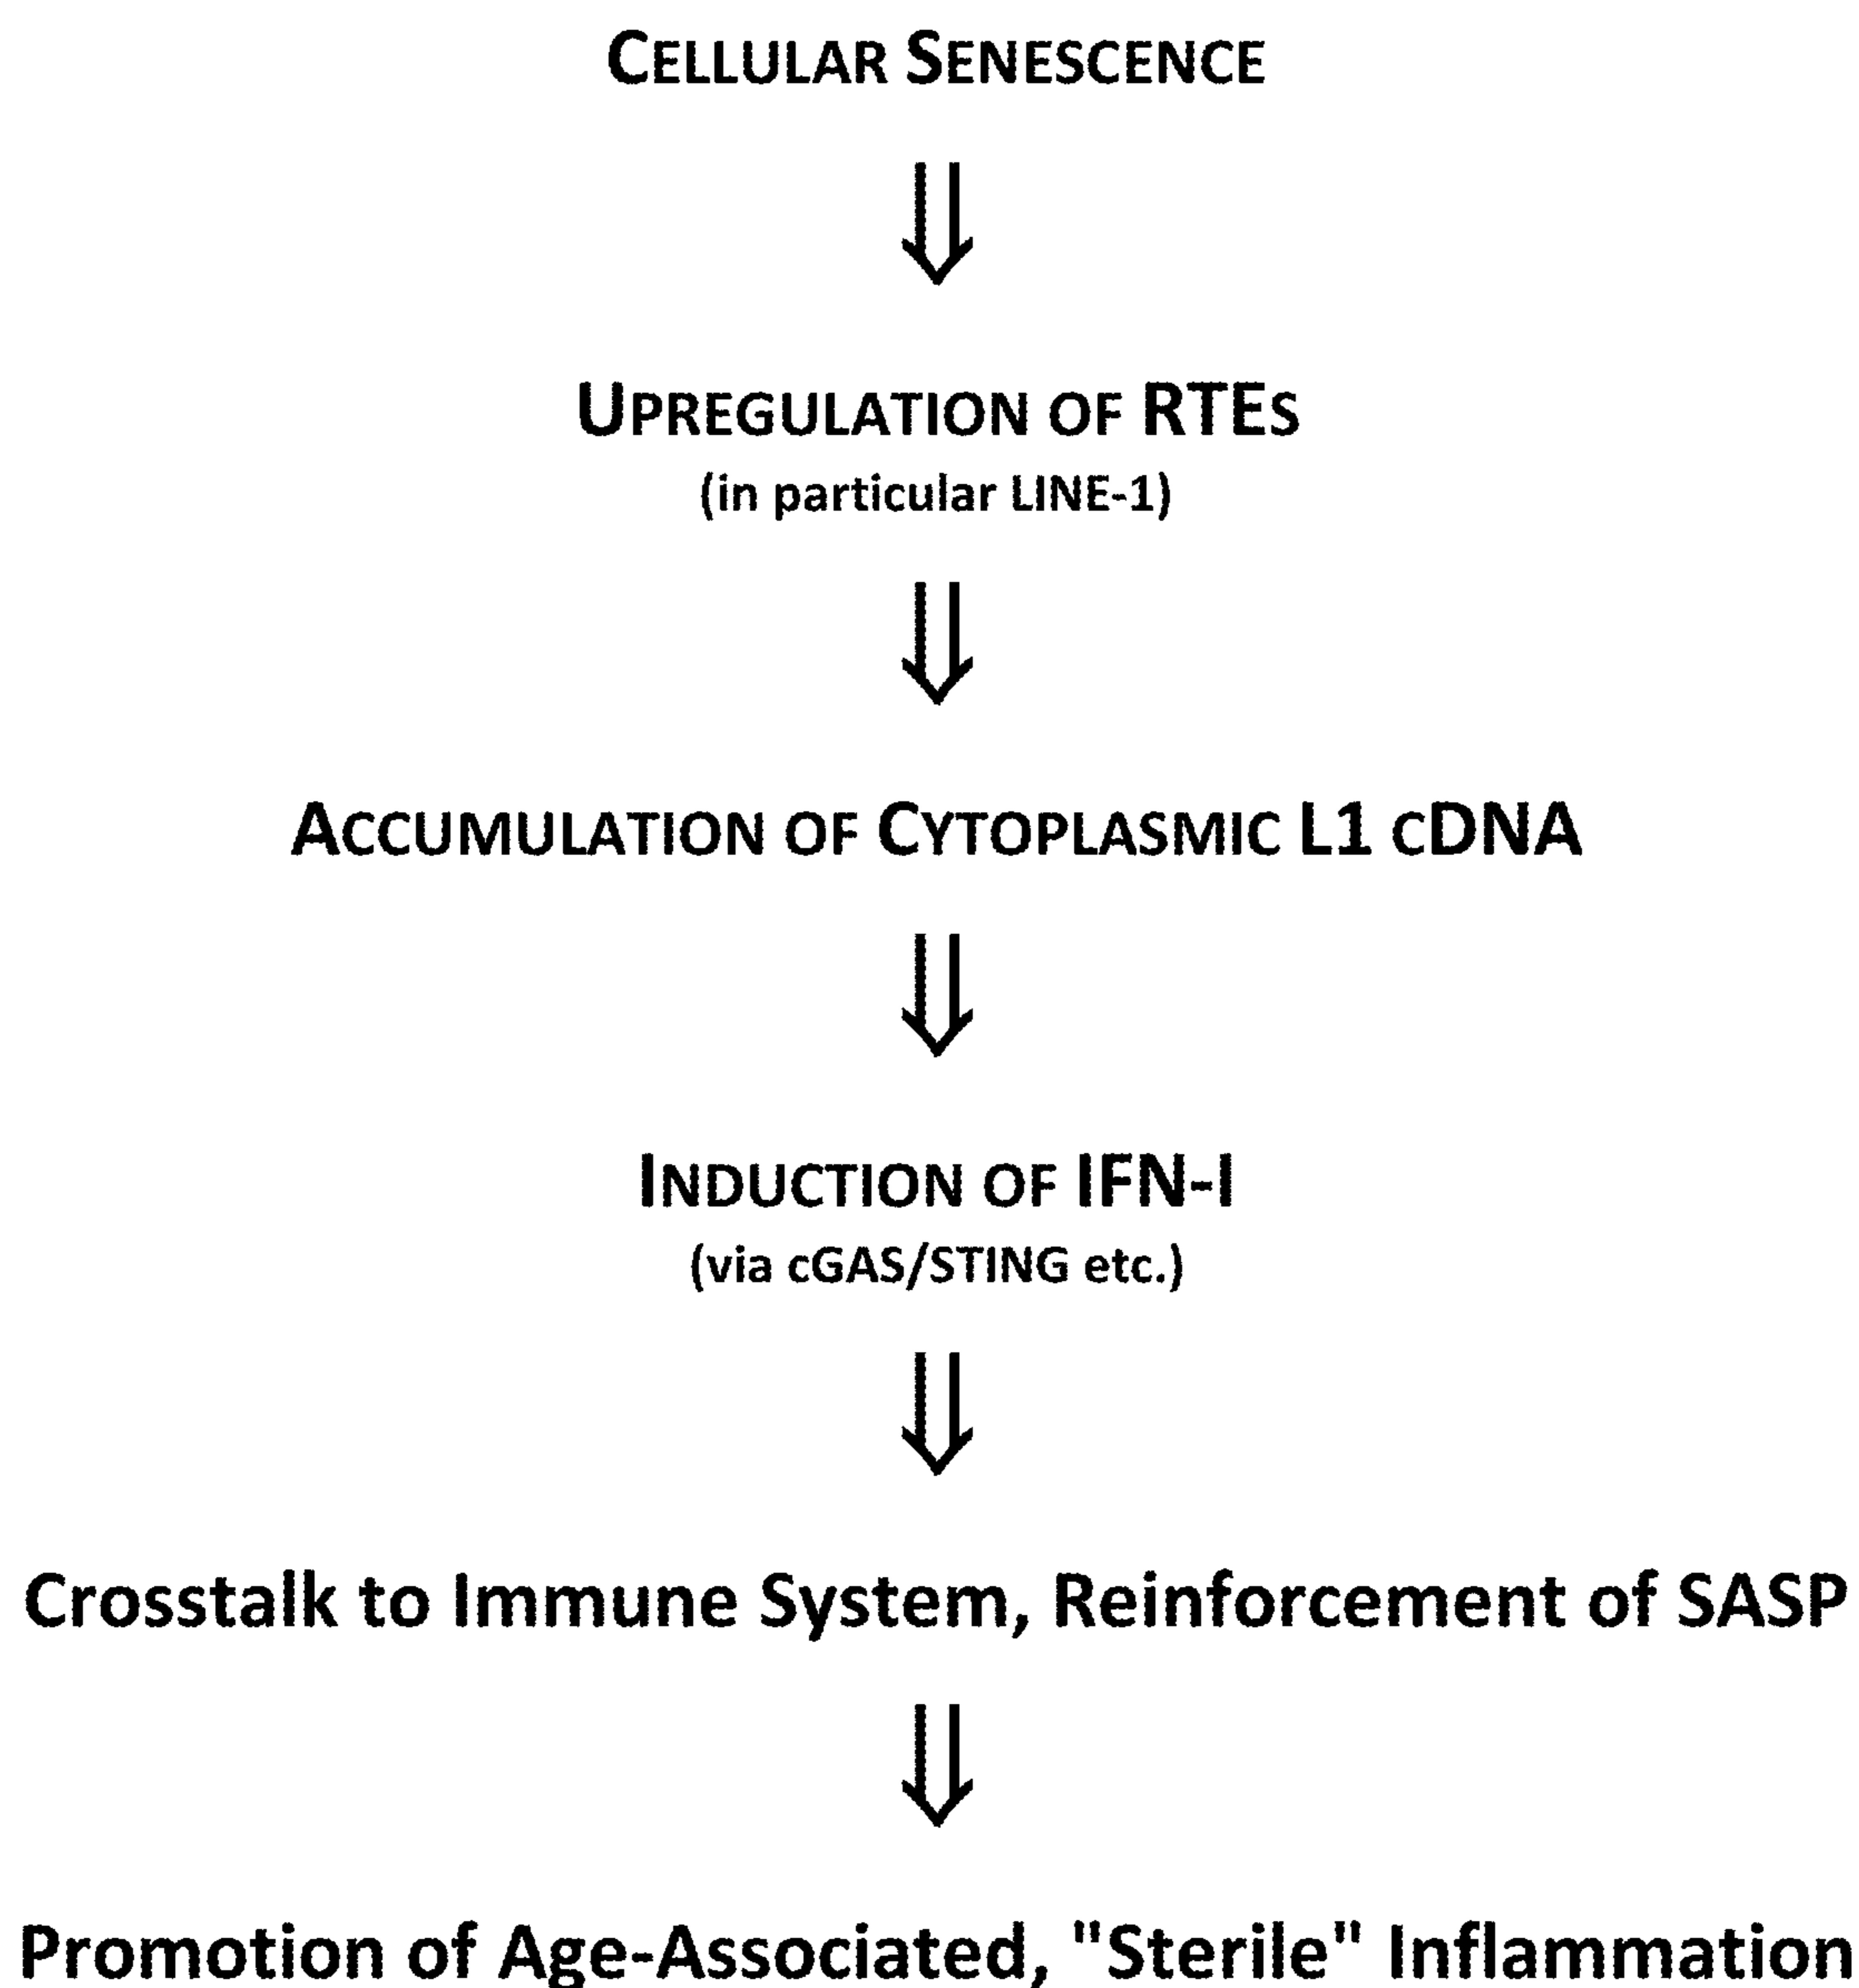 CELLULAR SENESCENCE
UPREGULATION OF RTEs
(in particular LINE-1)
ACCUMULATION OF CYTOPLASMIC L1 cDNA
INDUCTION OF IFN-I
(via cGAS/STING etc.)
Crosstalk to Immune System, Reinforcement of SASP
Promotion of Age-Associated, "Sterile" Inflammation